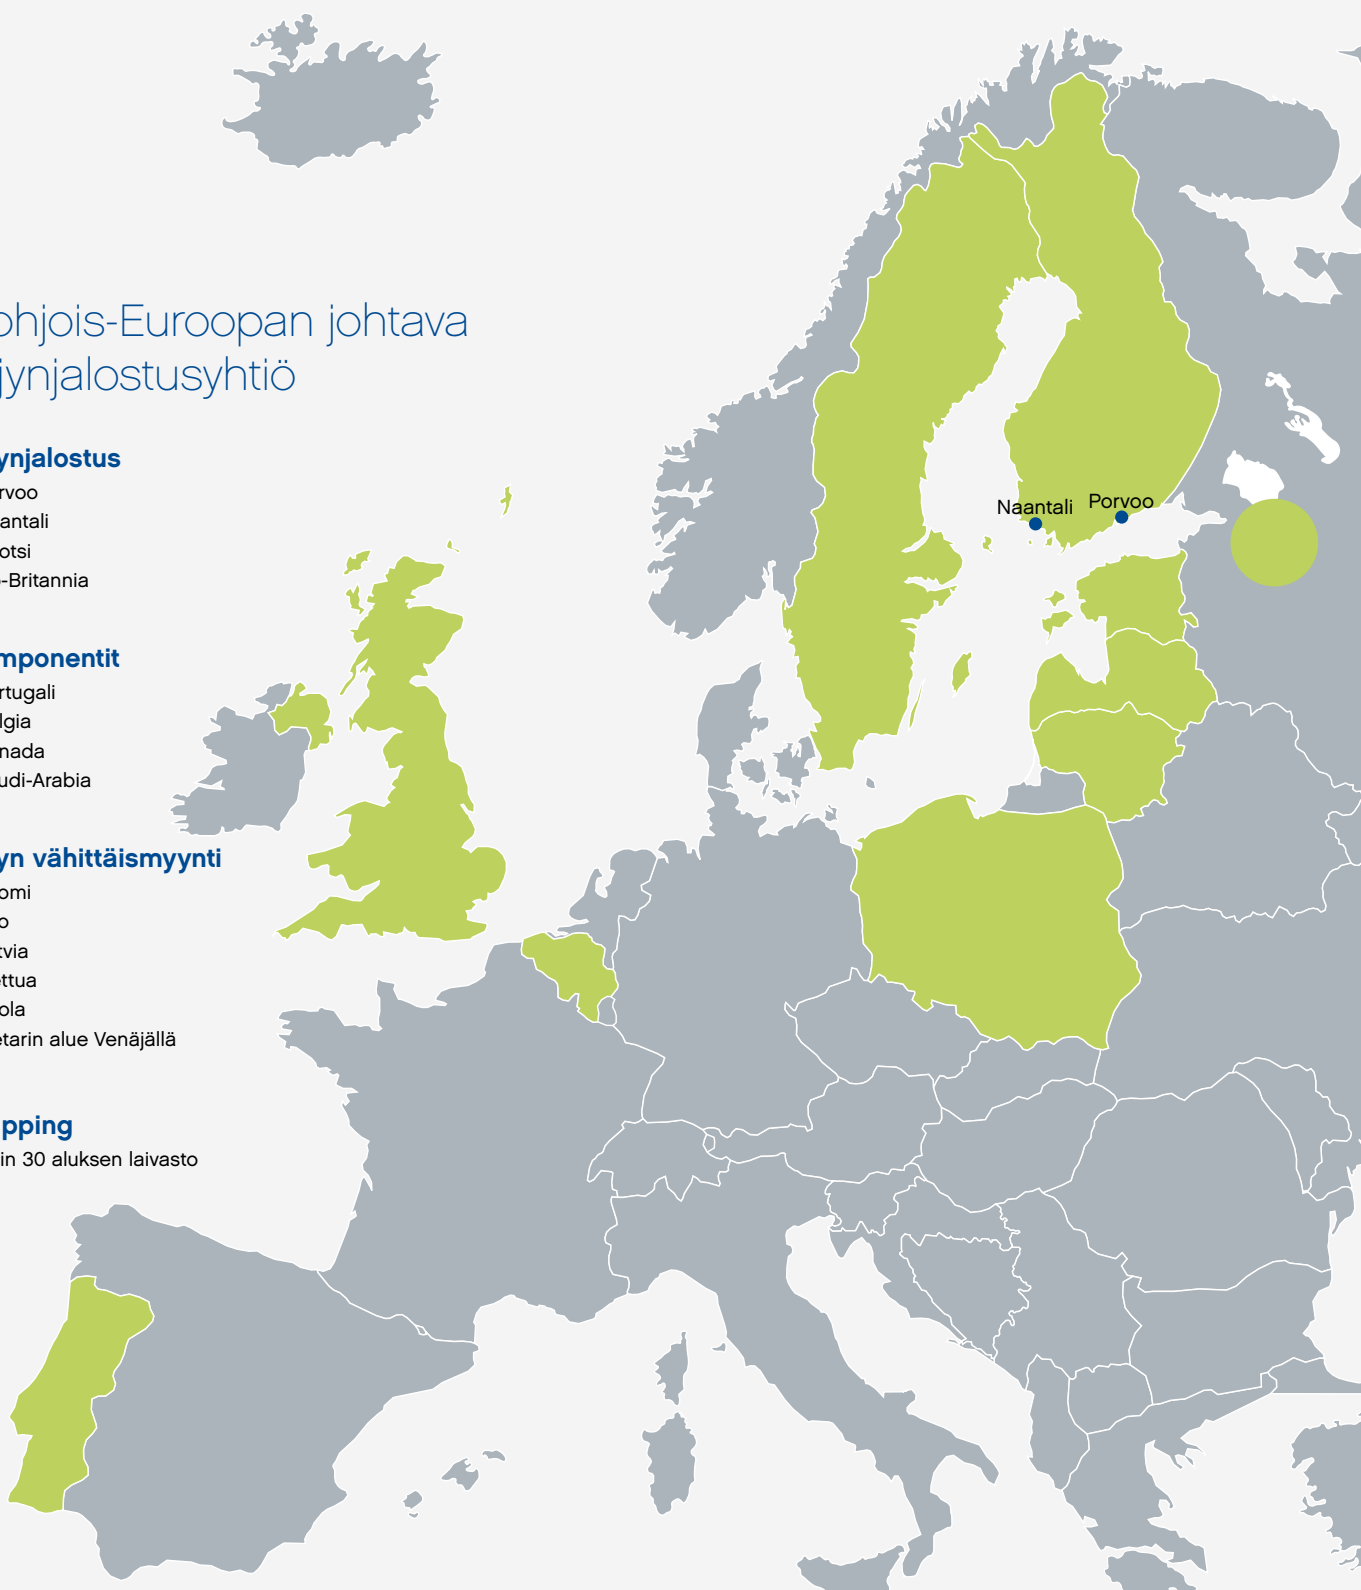 ohjois-Euroopan johtava
jynjalostusyhtiö
ynjalostus
rvoo
antali
otsi
-Britannia
mponentit
rtugali
lgia
nada
udi-Arabia
yn vähittäismyynti
omi
o
tvia
ettua
ola
etarin alue Venäjällä
pping
in 30 aluksen laivasto
Naantali
Porvoo